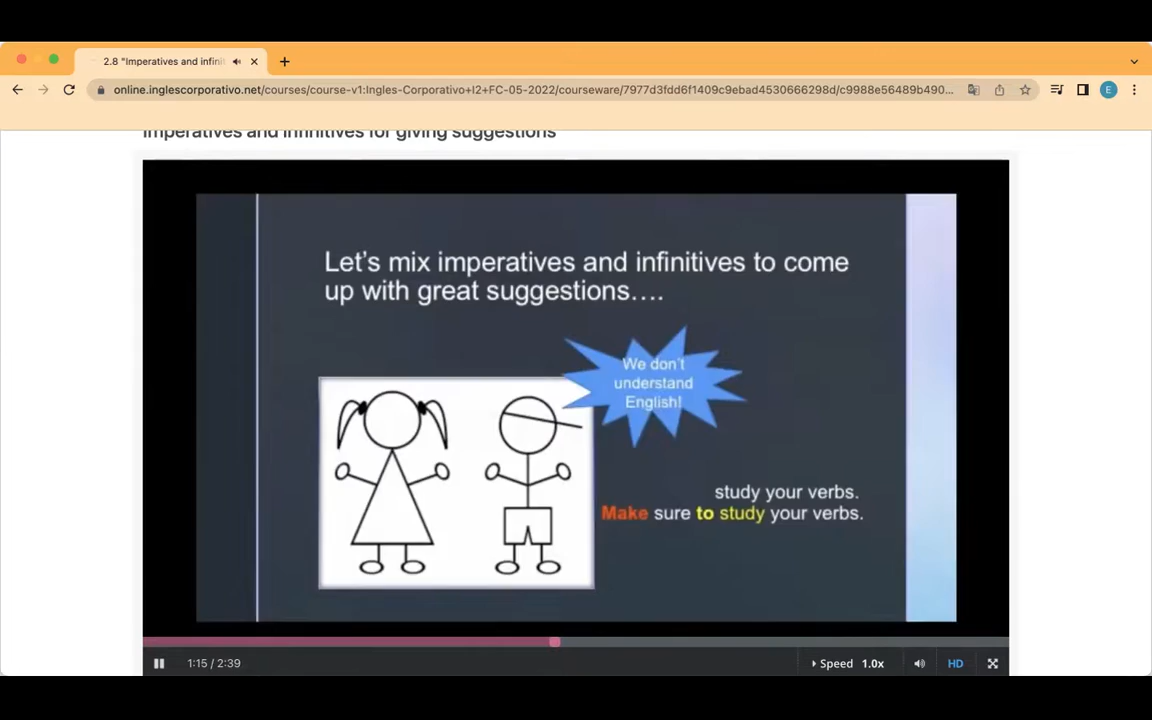 2.8 "Imperatives and infini
online.inglescorporativo.net/courses/course-v1:Ingles-Corporativo+I2+FC-05-2022/courseware/7977d3fdd6f1409c9ebad4530666298d/c9988e56489b490...
E
Imperatives and infinitives for giving suggestions
Let's mix imperatives and infinitives to come
up with great suggestions....
We don't
understand
English!
study your verbs.
Make sure to study your verbs.
1:15 / 2:39
Speed 1.0x
HD